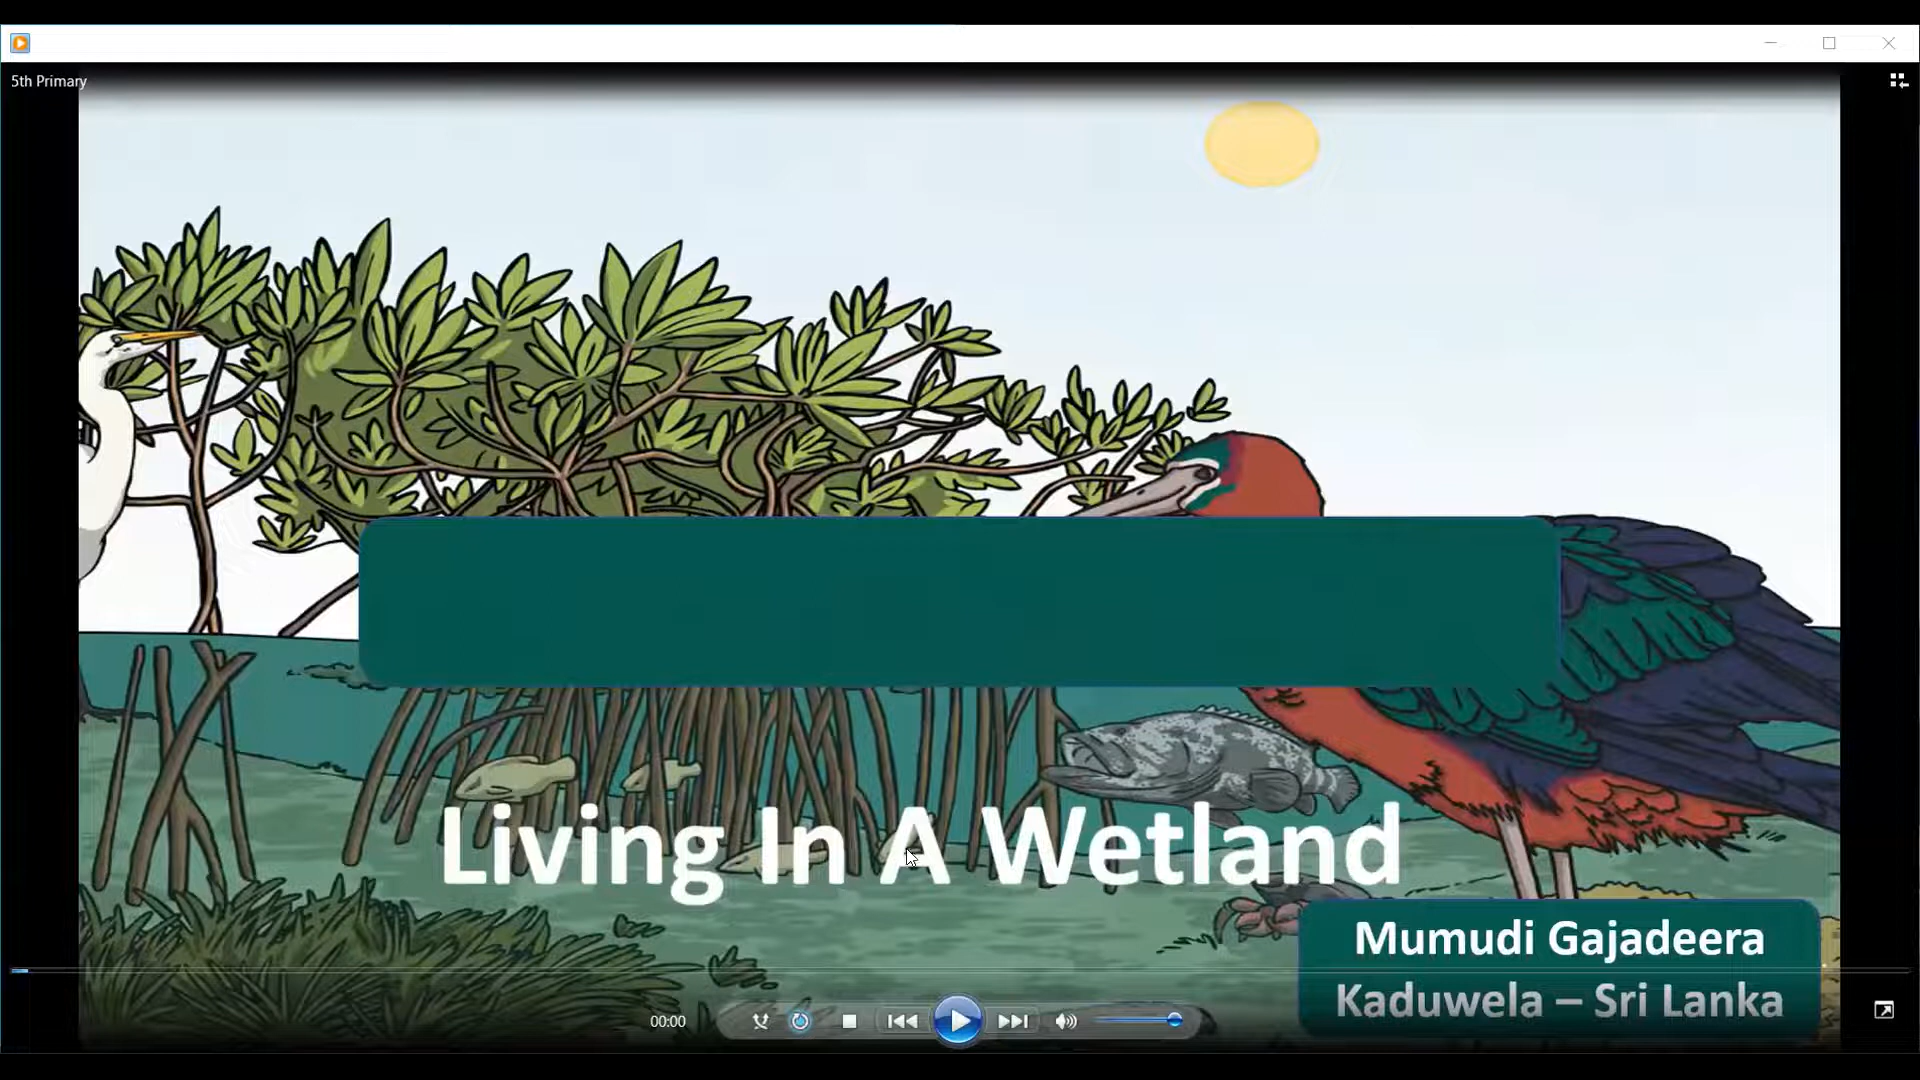 5th Primary
Living In A Wetland
Mumudi Gajadeera
Kaduwela – Sri Lanka
00:00